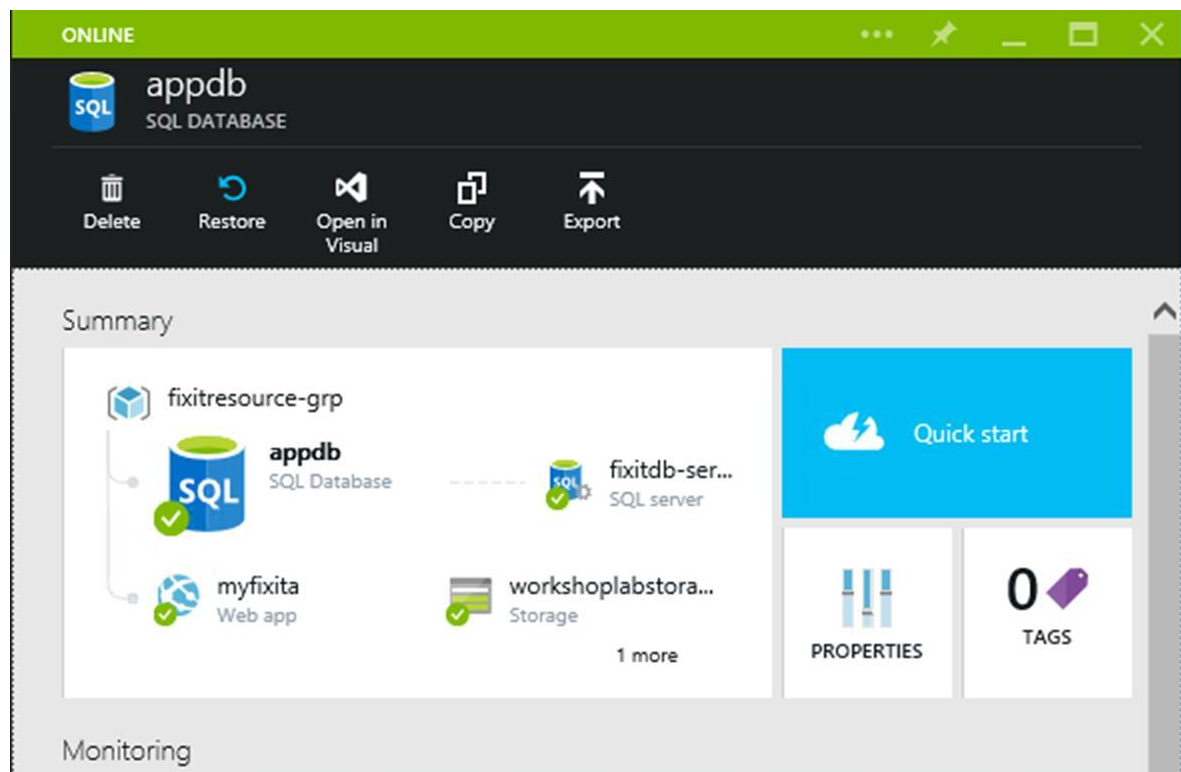 ONLINE
SQL
appdb
SQL DATABASE
Delete
Restore
Open in
Visual
Copy
Export
Summary
fixitresource-grp
SQL
appdb
SQL Database
SQL
fixitdb-ser...
SQL server
Quick start
myfixita
Web app
workshoplabstora...
Storage
1 more
PROPERTIES
0
TAGS
Monitoring